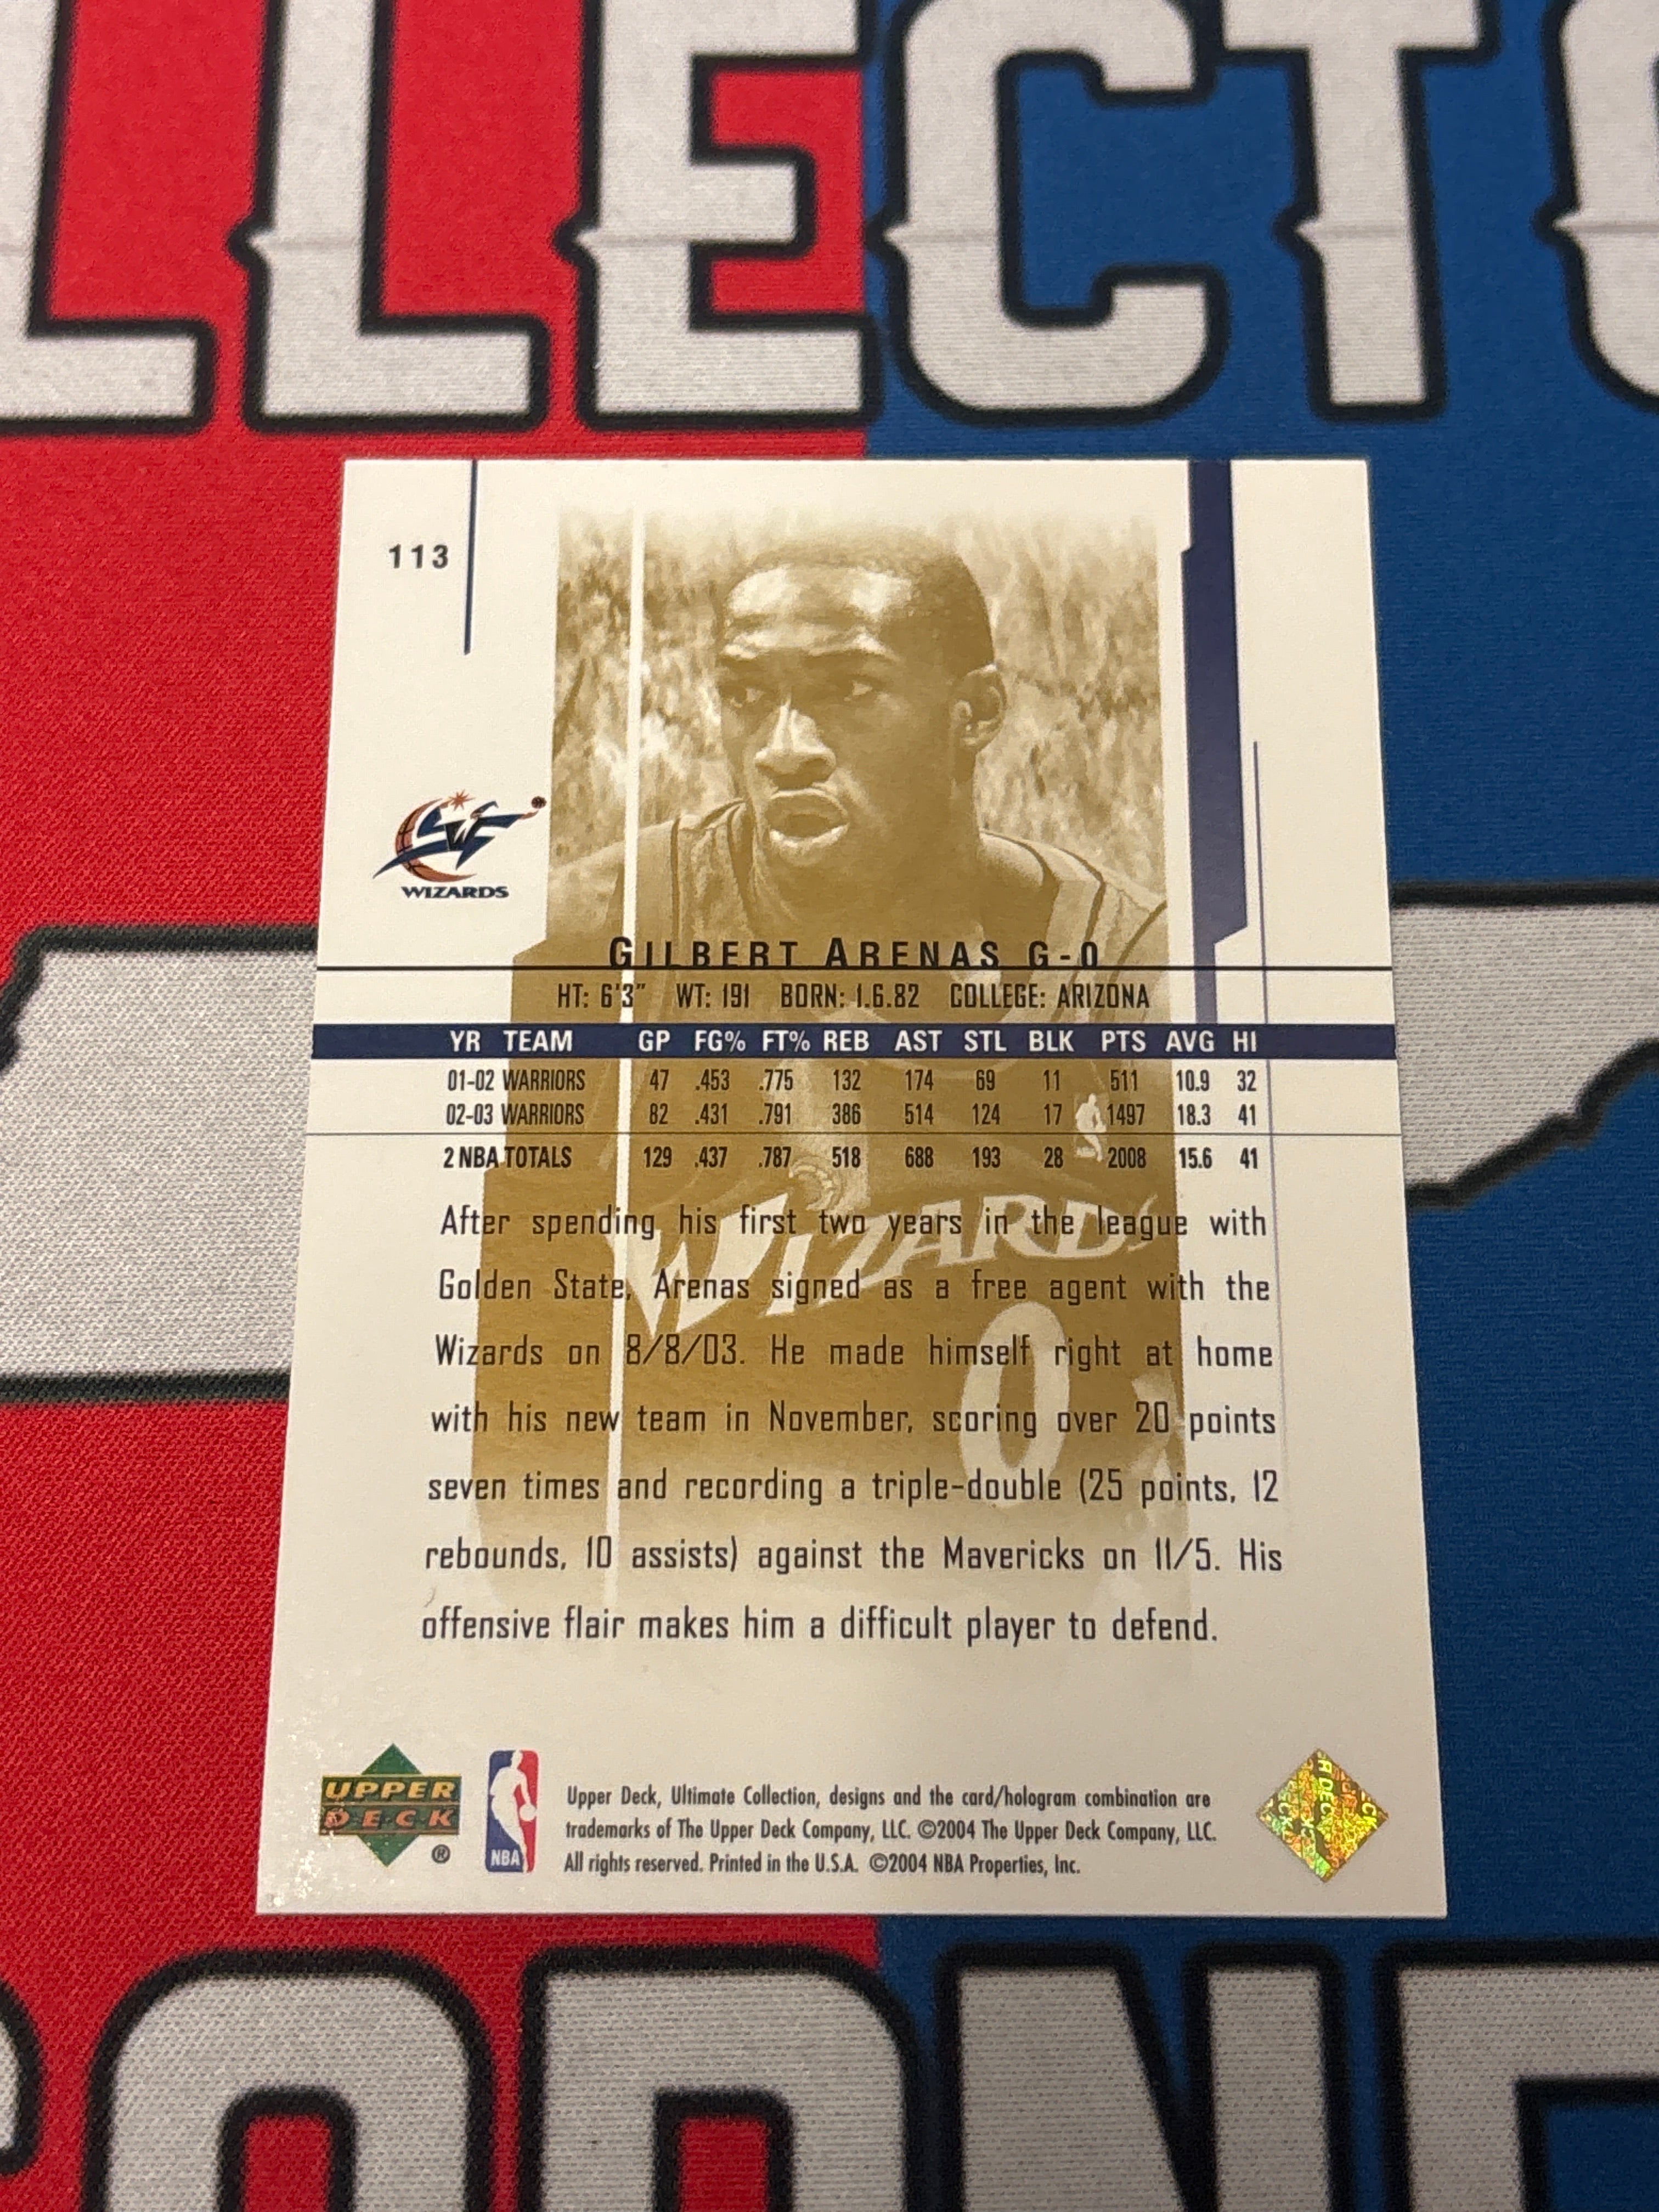 LLECTO
113
WIZARDS
GILBERT ARENAS G-0
HT: 6'3" WT: 191 BORN: 1.6.82 COLLEGE: ARIZONA
YR TEAM GP FG% FT% REB AST STL BLK PTS AVG HI
01-02 WARRIORS 47 .453 .775 132 174 69 11 511 10.9 32
02-03 WARRIORS 82 .431 .791 386 514 124 17 1497 18.3 41
2 NBA TOTALS 129 .437 .787 518 688 193 28 2008 15.6 41
WIZARDS
0
After spending his first two years in the league with
Golden State, Arenas signed as a free agent with the
Wizards on 8/8/03. He made himself right at home
with his new team in November, scoring over 20 points
seven times and recording a triple-double (25 points, 12
rebounds, 10 assists) against the Mavericks on 11/5. His
offensive flair makes him a difficult player to defend.
UPPER
DECK
®
NBA
Upper Deck, Ultimate Collection, designs and the card/hologram combination are
trademarks of The Upper Deck Company, LLC. ©2004 The Upper Deck Company, LLC.
All rights reserved. Printed in the U.S.A. ©2004 NBA Properties, Inc.